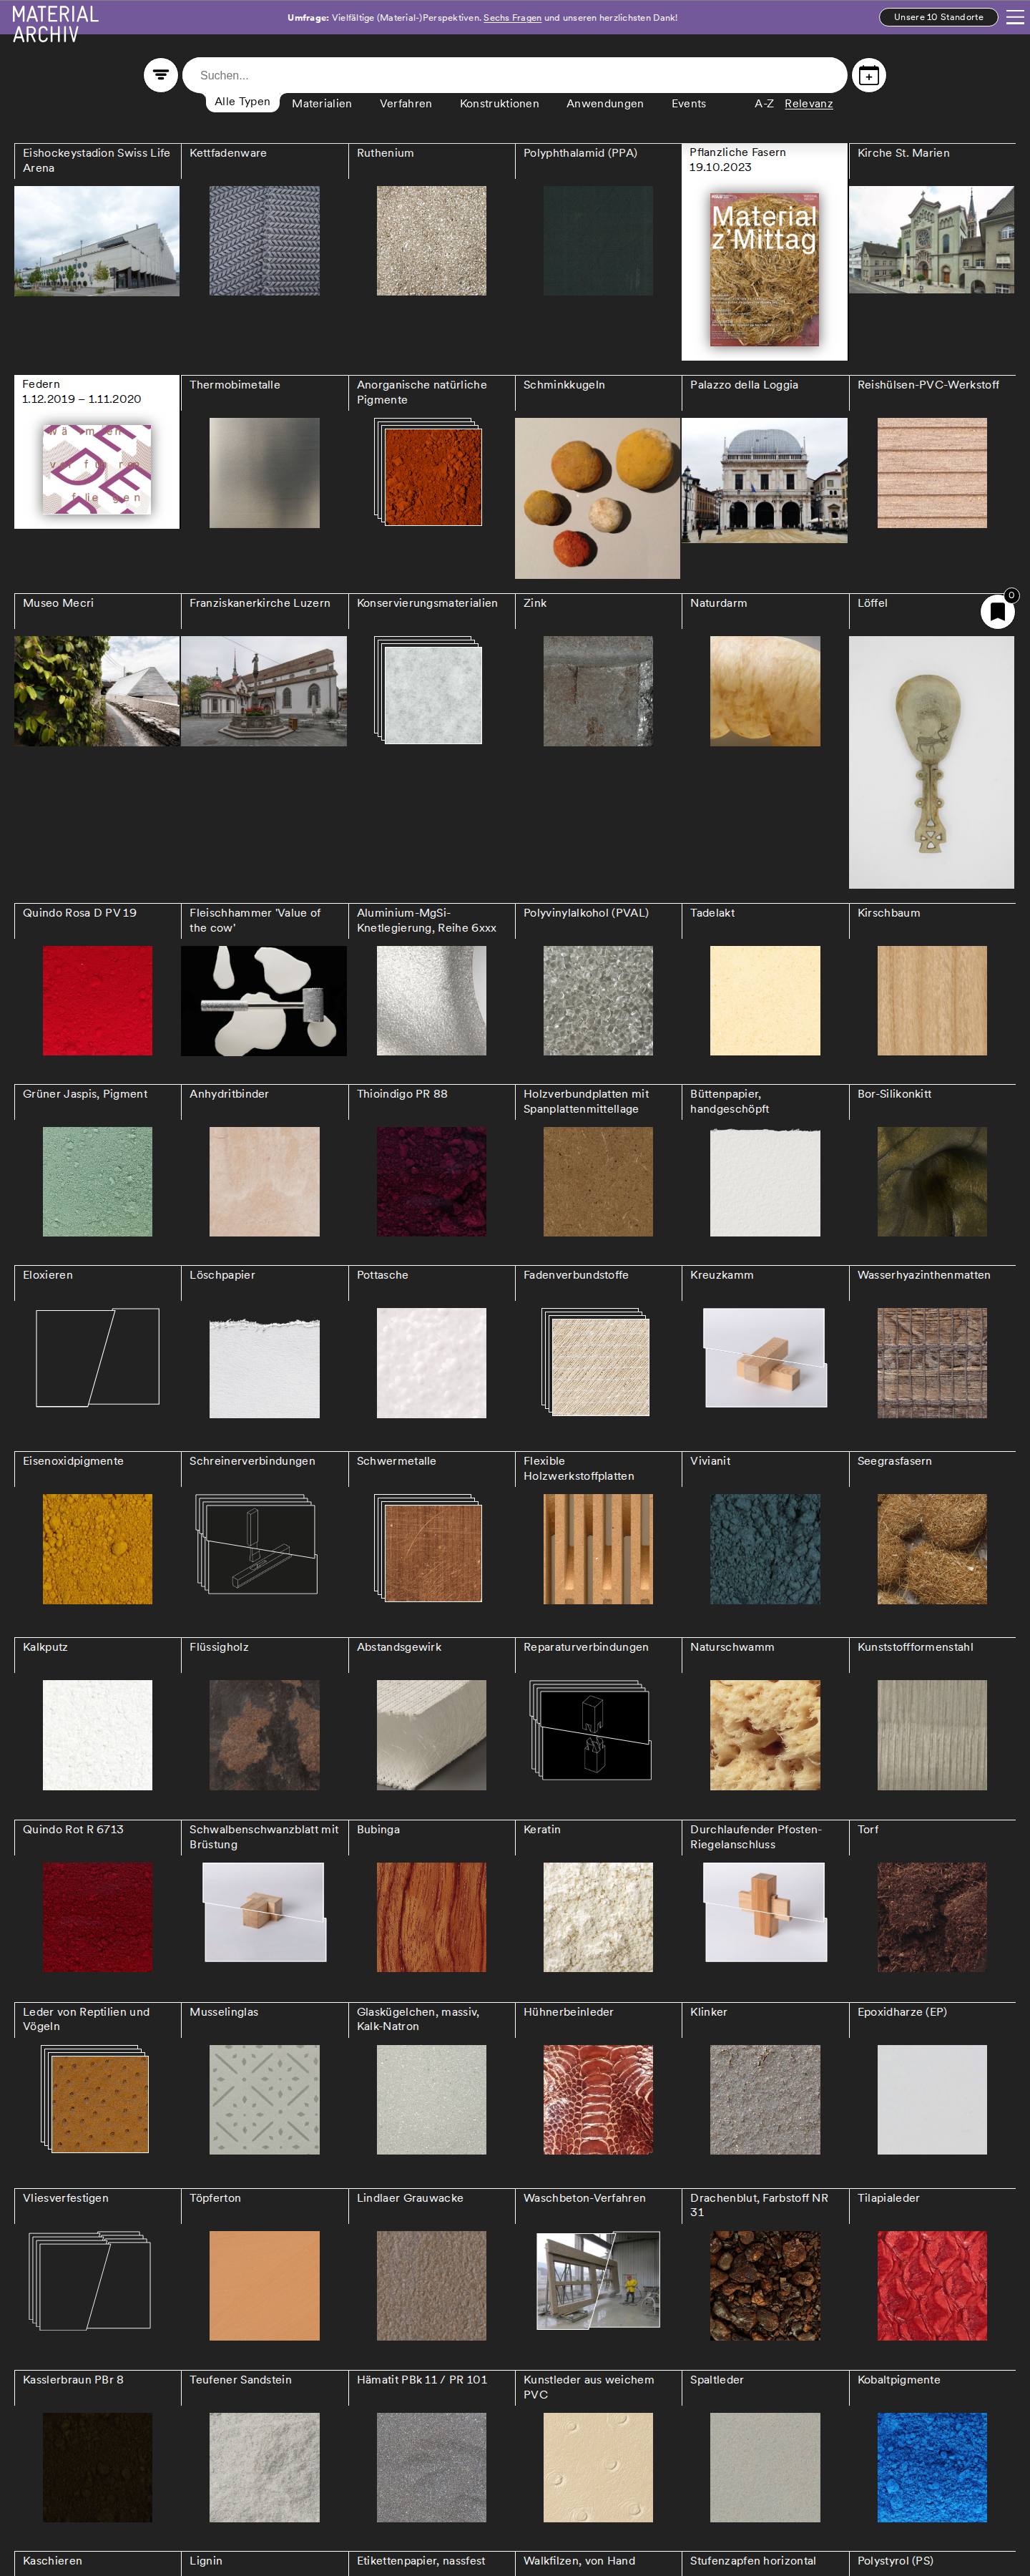 MATERIAL
ARCHIV
Umfrage: Vielfältige (Material-)Perspektiven. Sechs Fragen und unseren herzlichsten Dank!
Unsere 10 Standorte
Suchen...
Alle Typen
Materialien
Verfahren
Konstruktionen
Anwendungen
Events
A-Z
Relevanz
Eishockeystadion Swiss Life
Arena
Kettfadenware
Ruthenium
Polyphthalamid (PPA)
Pflanzliche Fasern
19.10.2023
Material
z'Mittag
Kirche St. Marien
Federn
1.12.2019 – 1.11.2020
Thermobimetalle
Anorganische natürliche
Pigmente
Schminkkugeln
Palazzo della Loggia
Reishülsen-PVC-Werkstoff
Museo Mecri
Franziskanerkirche Luzern
Konservierungsmaterialien
Zink
Naturdarm
Löffel
0
Quindo Rosa D PV 19
Fleischhammer 'Value of
the cow'
Aluminium-MgSi-
Knetlegierung, Reihe 6xxx
Polyvinylalkohol (PVAL)
Tadelakt
Kirschbaum
Grüner Jaspis, Pigment
Anhydritbinder
Thioindigo PR 88
Holzverbundplatten mit
Spanplattenmittellage
Büttenpapier,
handgeschöpft
Bor-Silikonkitt
Eloxieren
Löschpapier
Pottasche
Fadenverbundstoffe
Kreuzkamm
Wasserhyazinthenmatten
Eisenoxidpigmente
Schreinerverbindungen
Schwermetalle
Flexible
Holzwerkstoffplatten
Vivianit
Seegrasfasern
Kalkputz
Flüssigholz
Abstandsgewirk
Reparaturverbindungen
Naturschwamm
Kunststoffformenstahl
Quindo Rot R 6713
Schwalbenschwanzblatt mit
Brüstung
Bubinga
Keratin
Durchlaufender Pfosten-
Riegelanschluss
Torf
Leder von Reptilien und
Vögeln
Musselinglas
Glaskügelchen, massiv,
Kalk-Natron
Hühnerbeinleder
Klinker
Epoxidharze (EP)
Vliesverfestigen
Töpferton
Lindlaer Grauwacke
Waschbeton-Verfahren
Drachenblut, Farbstoff NR
31
Tilapialeder
Kasslerbraun PBr 8
Teufener Sandstein
Hämatit PBk 11 / PR 101
Kunstleder aus weichem
PVC
Spaltleder
Kobaltpigmente
Kaschieren
Lignin
Etikettenpapier, nassfest
Walkfilzen, von Hand
Stufenzapfen horizontal
Polystyrol (PS)